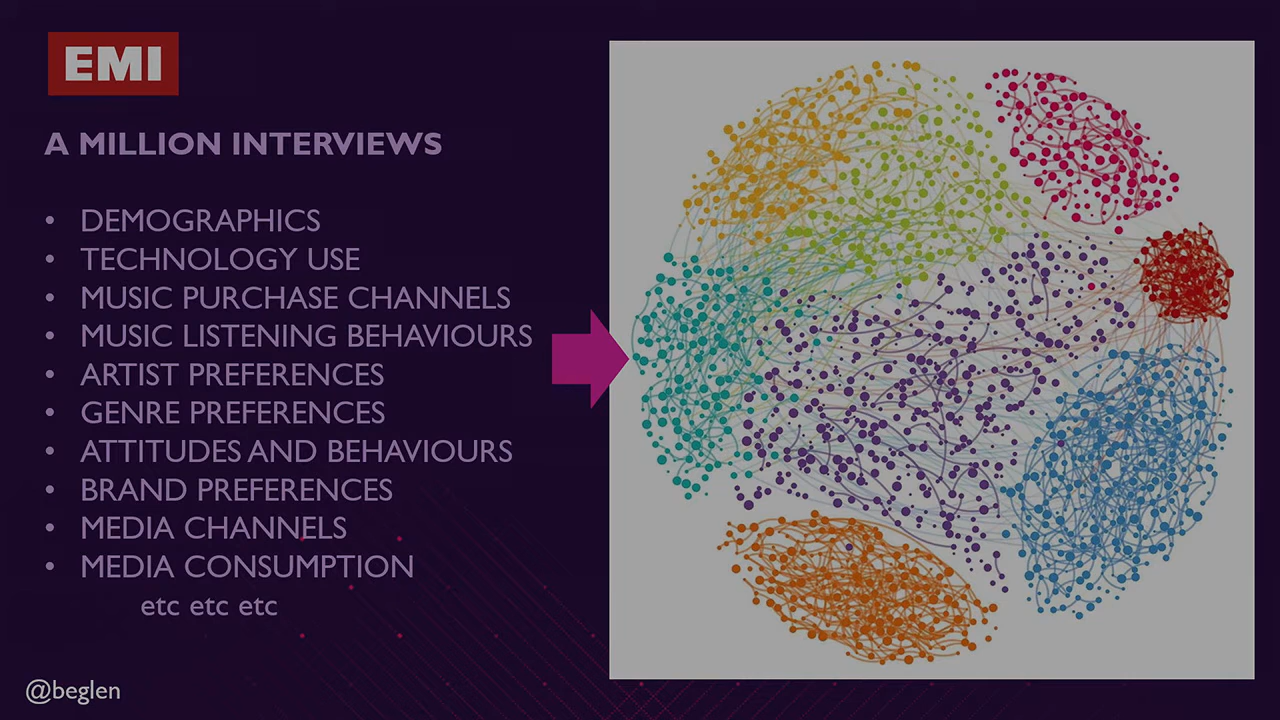 EMI
A MILLION INTERVIEWS
• DEMOGRAPHICS
• TECHNOLOGY USE
• MUSIC PURCHASE CHANNELS
• MUSIC LISTENING BEHAVIOURS
• ARTIST PREFERENCES
• GENRE PREFERENCES
• ATTITUDES AND BEHAVIOURS
• BRAND PREFERENCES
• MEDIA CHANNELS
• MEDIA CONSUMPTION
etc etc etc
@beglen